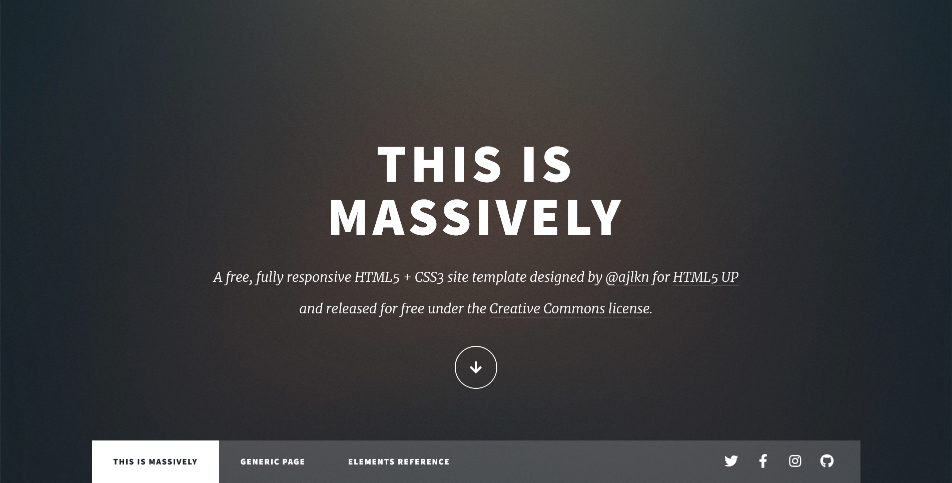 THIS IS
MASSIVELY
A free, fully responsive HTML5 + CSS3 site template designed by @ajlkn for HTML5 UP
and released for free under the Creative Commons license.
THIS IS MASSIVELY
GENERIC PAGE
ELEMENTS REFERENCE